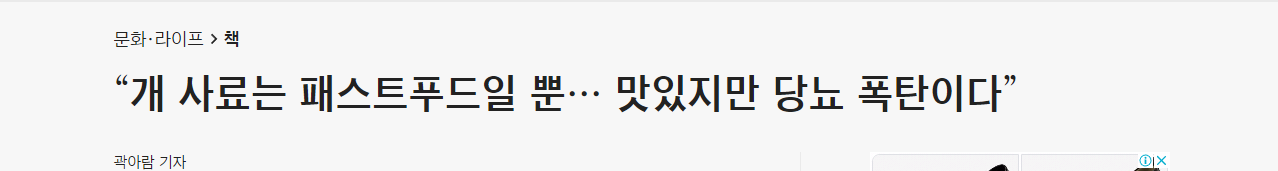 문화·라이프 > 책
“개 사료는 패스트푸드일 뿐… 맛있지만 당뇨 폭탄이다”
곽아람 기자